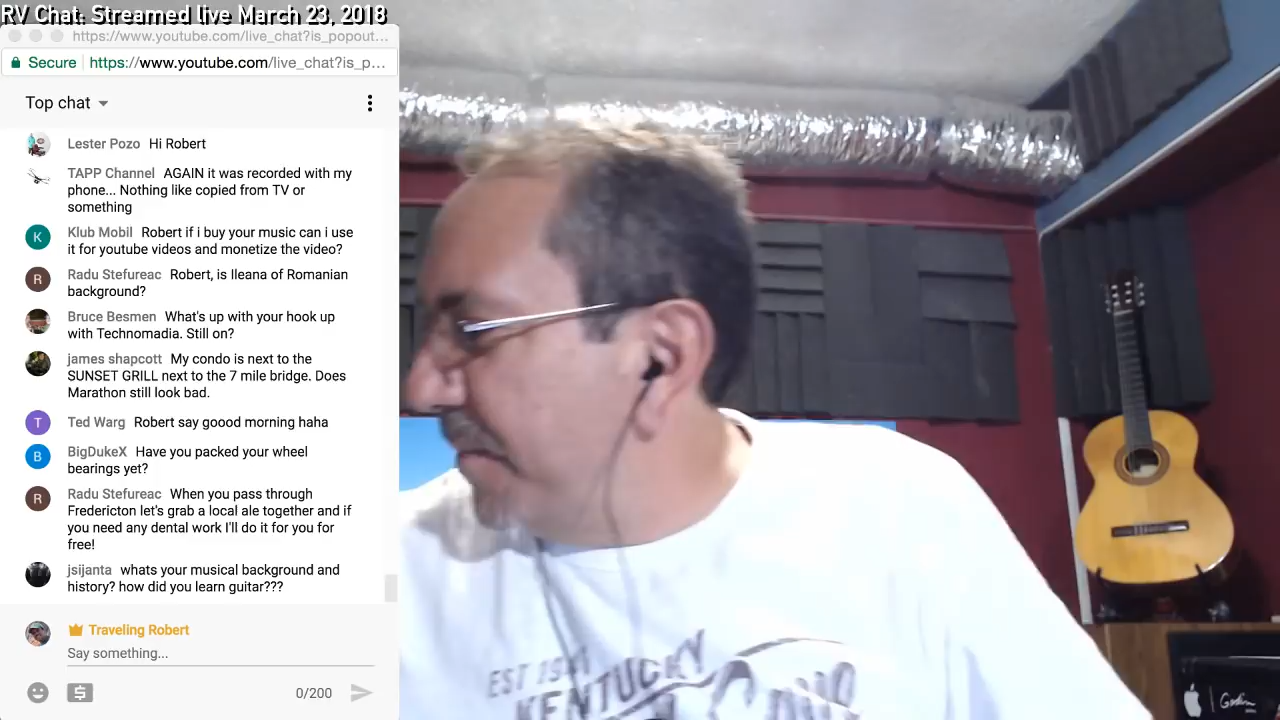 RV Chat. Streamed live March 23, 2018
https://www.youtube.com/live_chat?is_popout...
Secure https://www.youtube.com/live_chat?is_p...
Top chat
Lester Pozo Hi Robert
TAPP Channel AGAIN it was recorded with my
phone... Nothing like copied from TV or
something
K
Klub Mobil Robert if i buy your music can i use
it for youtube videos and monetize the video?
R
Radu Stefureac Robert, is Ileana of Romanian
background?
Bruce Besmen What's up with your hook up
with Technomadia. Still on?
james shapcott My condo is next to the
SUNSET GRILL next to the 7 mile bridge. Does
Marathon still look bad.
T
Ted Warg Robert say goood morning haha
B
BigDukeX Have you packed your wheel
bearings yet?
R
Radu Stefureac When you pass through
Fredericton let's grab a local ale together and if
you need any dental work I'll do it for you for
free!
jsijanta whats your musical background and
history? how did you learn guitar???
Traveling Robert
Say something...
$
0/200
EST
KENTUCKY
Godin